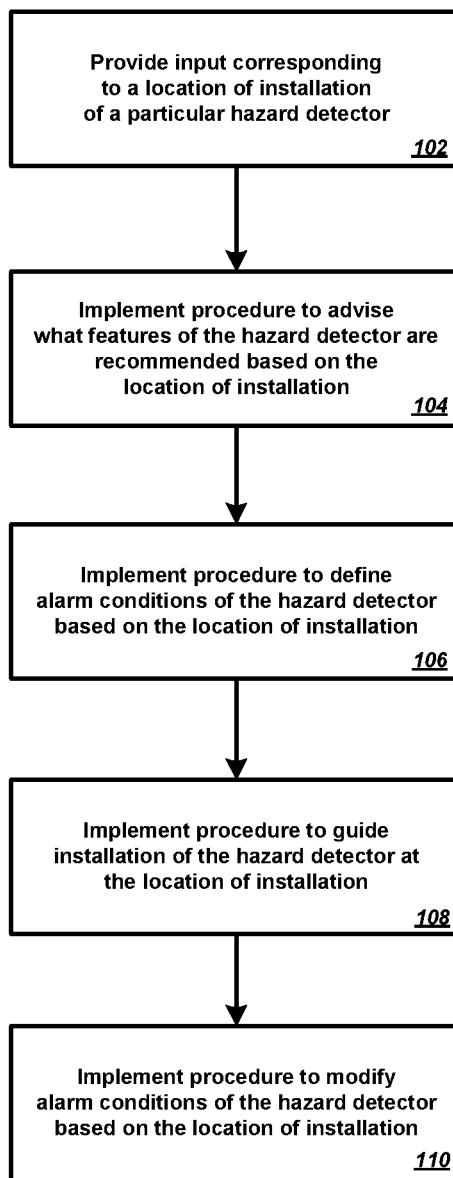 Provide input corresponding
to a location of installation
of a particular hazard detector
102
Implement procedure to advise
what features of the hazard detector are
recommended based on the
location of installation
104
Implement procedure to define
alarm conditions of the hazard detector
based on the location of installation
106
Implement procedure to guide
installation of the hazard detector at
the location of installation
108
Implement procedure to modify
alarm conditions of the hazard detector
based on the location of installation
110